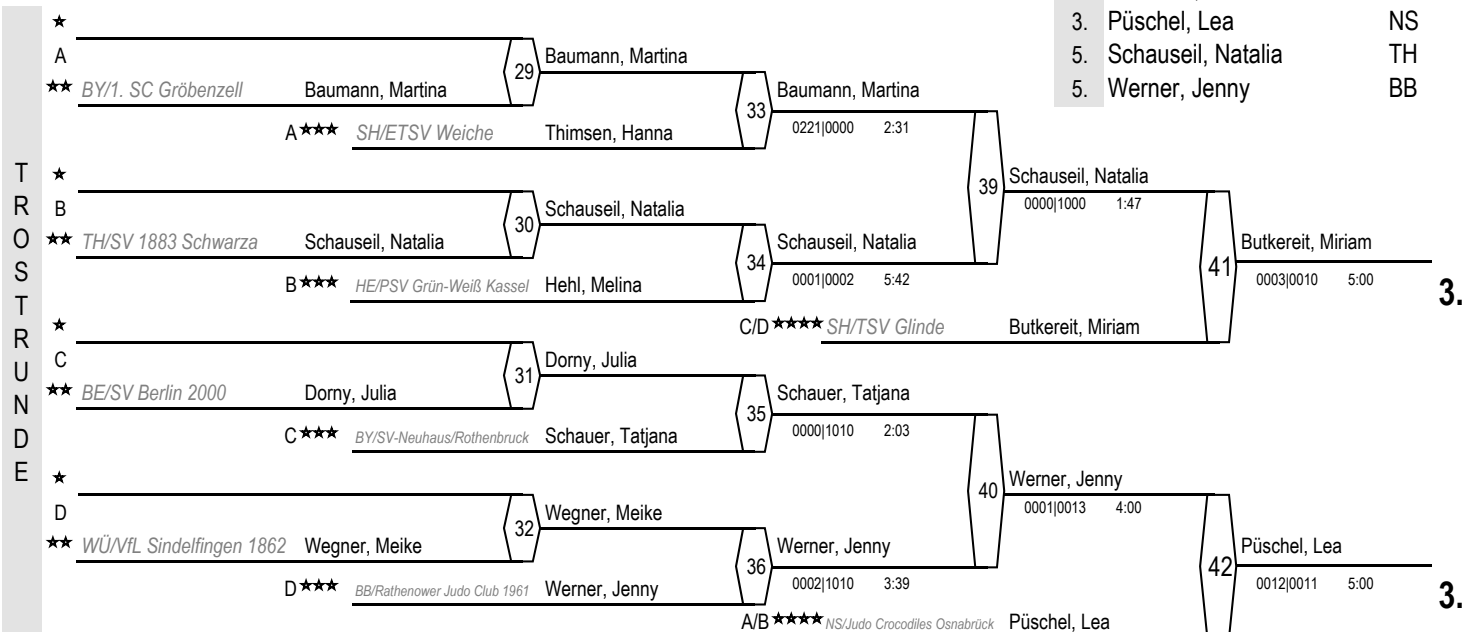 3. Püschel, Lea NS
5. Schauseil, Natalia TH
5. Werner, Jenny BB
TROSTRUNDE
★
A
★★ BY/1. SC Gröbenzell Baumann, Martina
29
Baumann, Martina
A★★★ SH/ETSV Weiche Thimsen, Hanna
33
Baumann, Martina
0221|0000 2:31
★
B
★★ TH/SV 1883 Schwarza Schauseil, Natalia
30
Schauseil, Natalia
B★★★ HE/PSV Grün-Weiß Kassel Hehl, Melina
34
Schauseil, Natalia
0001|0002 5:42
39
Schauseil, Natalia
0000|1000 1:47
C/D★★★★ SH/TSV Glinde Butkereit, Miriam
41
Butkereit, Miriam
0003|0010 5:00
3.
★
C
★★ BE/SV Berlin 2000 Dorny, Julia
31
Dorny, Julia
C★★★ BY/SV-Neuhaus/Rothenbruck Schauer, Tatjana
35
Schauer, Tatjana
0000|1010 2:03
★
D
★★ WÜ/VfL Sindelfingen 1862 Wegner, Meike
32
Wegner, Meike
D★★★ BB/Rathenower Judo Club 1961 Werner, Jenny
36
Werner, Jenny
0002|1010 3:39
40
Werner, Jenny
0001|0013 4:00
A/B★★★★ NS/Judo Crocodiles Osnabrück Püschel, Lea
42
Püschel, Lea
0012|0011 5:00
3.